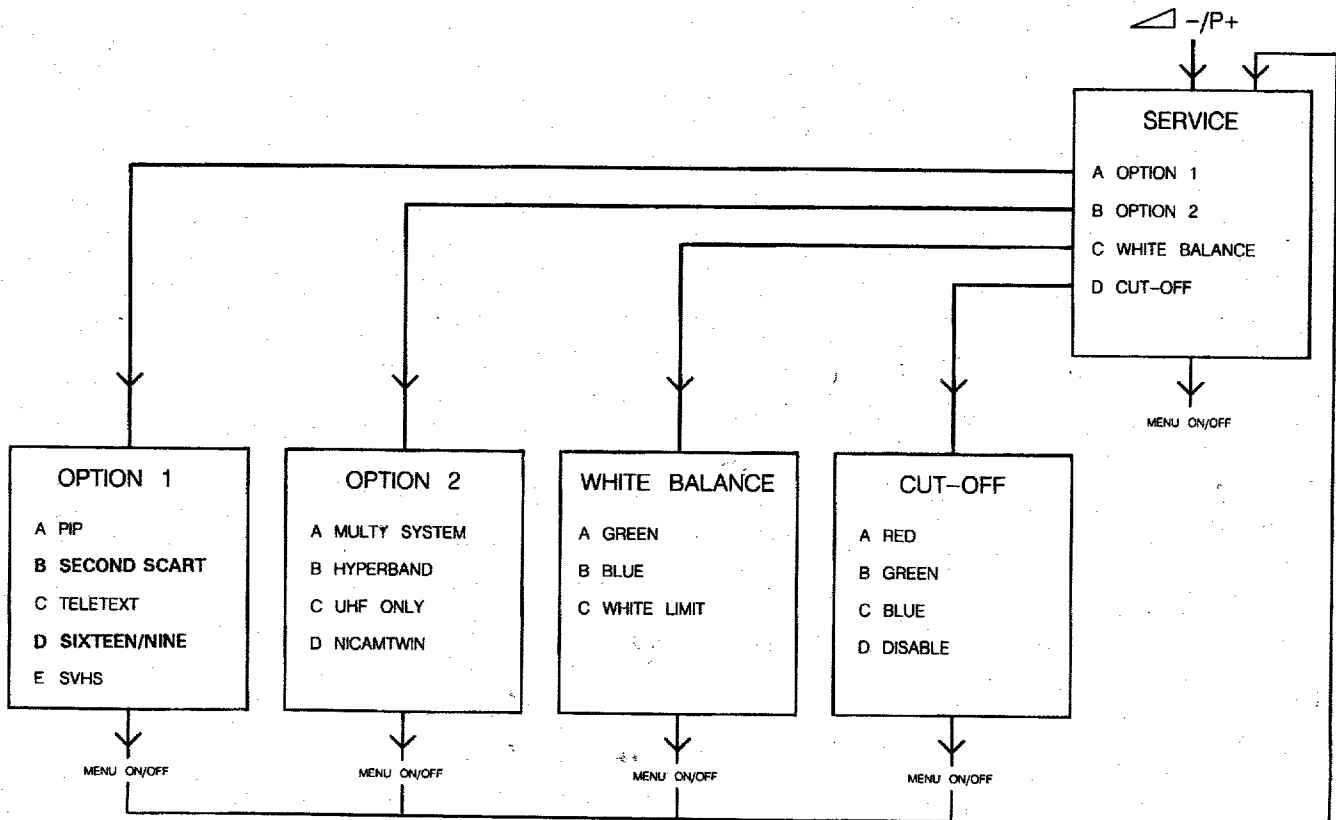 -/P+
SERVICE
A OPTION 1
B OPTION 2
C WHITE BALANCE
D CUT-OFF
MENU ON/OFF
OPTION 1
A PIP
B SECOND SCART
C TELETEXT
D SIXTEEN/NINE
E SVHS
MENU ON/OFF
OPTION 2
A MULTY SYSTEM
B HYPERBAND
C UHF ONLY
D NICAMTWIN
MENU ON/OFF
WHITE BALANCE
A GREEN
B BLUE
C WHITE LIMIT
MENU ON/OFF
CUT-OFF
A RED
B GREEN
C BLUE
D DISABLE
MENU ON/OFF